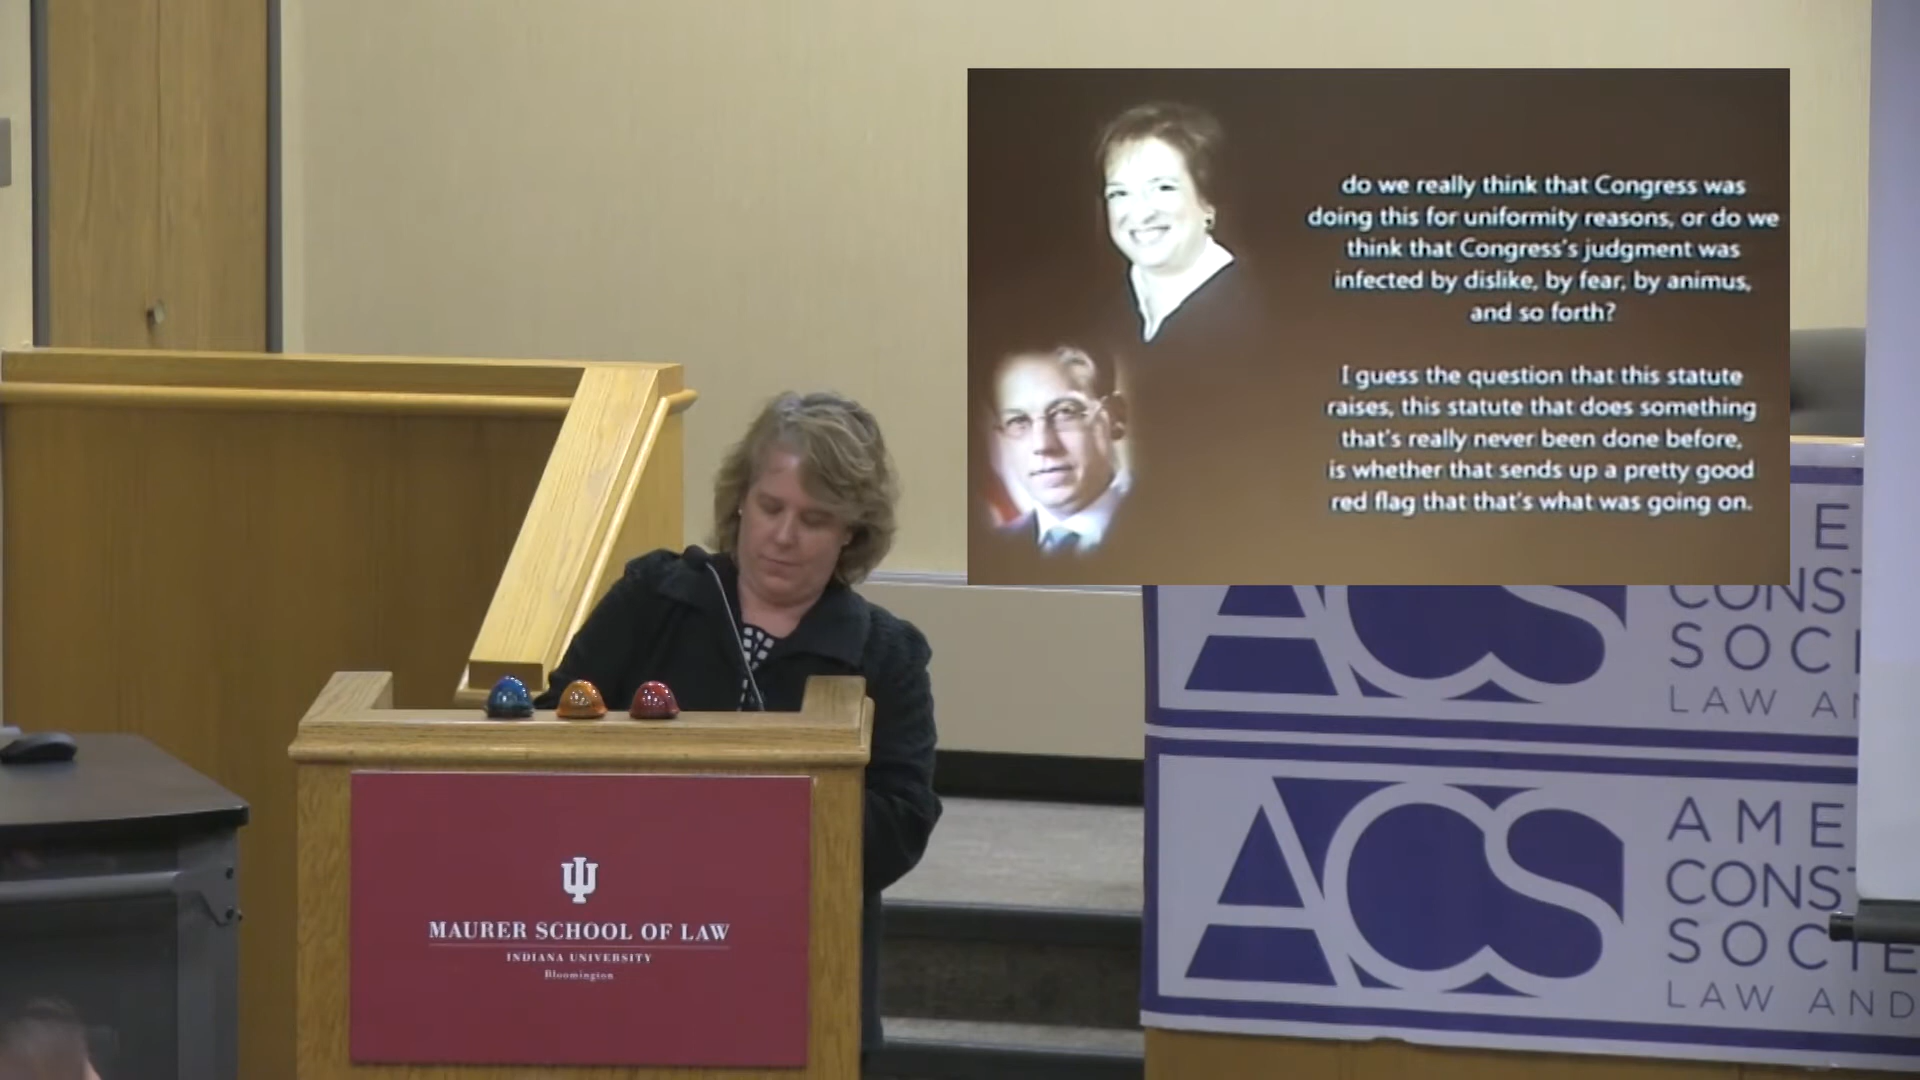 do we really think that Congress was
doing this for uniformity reasons, or do we
think that Congress's judgment was
infected by dislike, by fear, by animus,
and so forth?
I guess the question that this statute
raises, this statute that does something
that's really never been done before,
is whether that sends up a pretty good
red flag that that's what was going on.
E
ACS
CONS
SOCI
LAW AN
ACS
AME
CONST
SOCIE
LAW AND
MAURER SCHOOL OF LAW
INDIANA UNIVERSITY
Bloomington